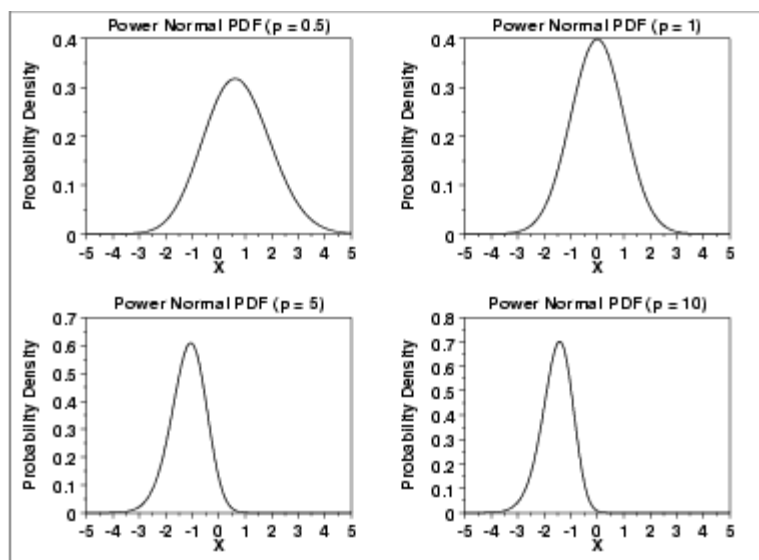 Power Normal PDF (p = 0.5)
Probability Density
0.4
0.3
0.2
0.1
0
-5 -4 -3 -2 -1 0 1 2 3 4 5
X
Power Normal PDF (p = 1)
Probability Density
0.4
0.3
0.2
0.1
0
-5 -4 -3 -2 -1 0 1 2 3 4 5
X
Power Normal PDF (p = 5)
Probability Density
0.7
0.6
0.5
0.4
0.3
0.2
0.1
0
-5 -4 -3 -2 -1 0 1 2 3 4 5
X
Power Normal PDF (p = 10)
Probability Density
0.8
0.7
0.6
0.5
0.4
0.3
0.2
0.1
0
-5 -4 -3 -2 -1 0 1 2 3 4 5
X